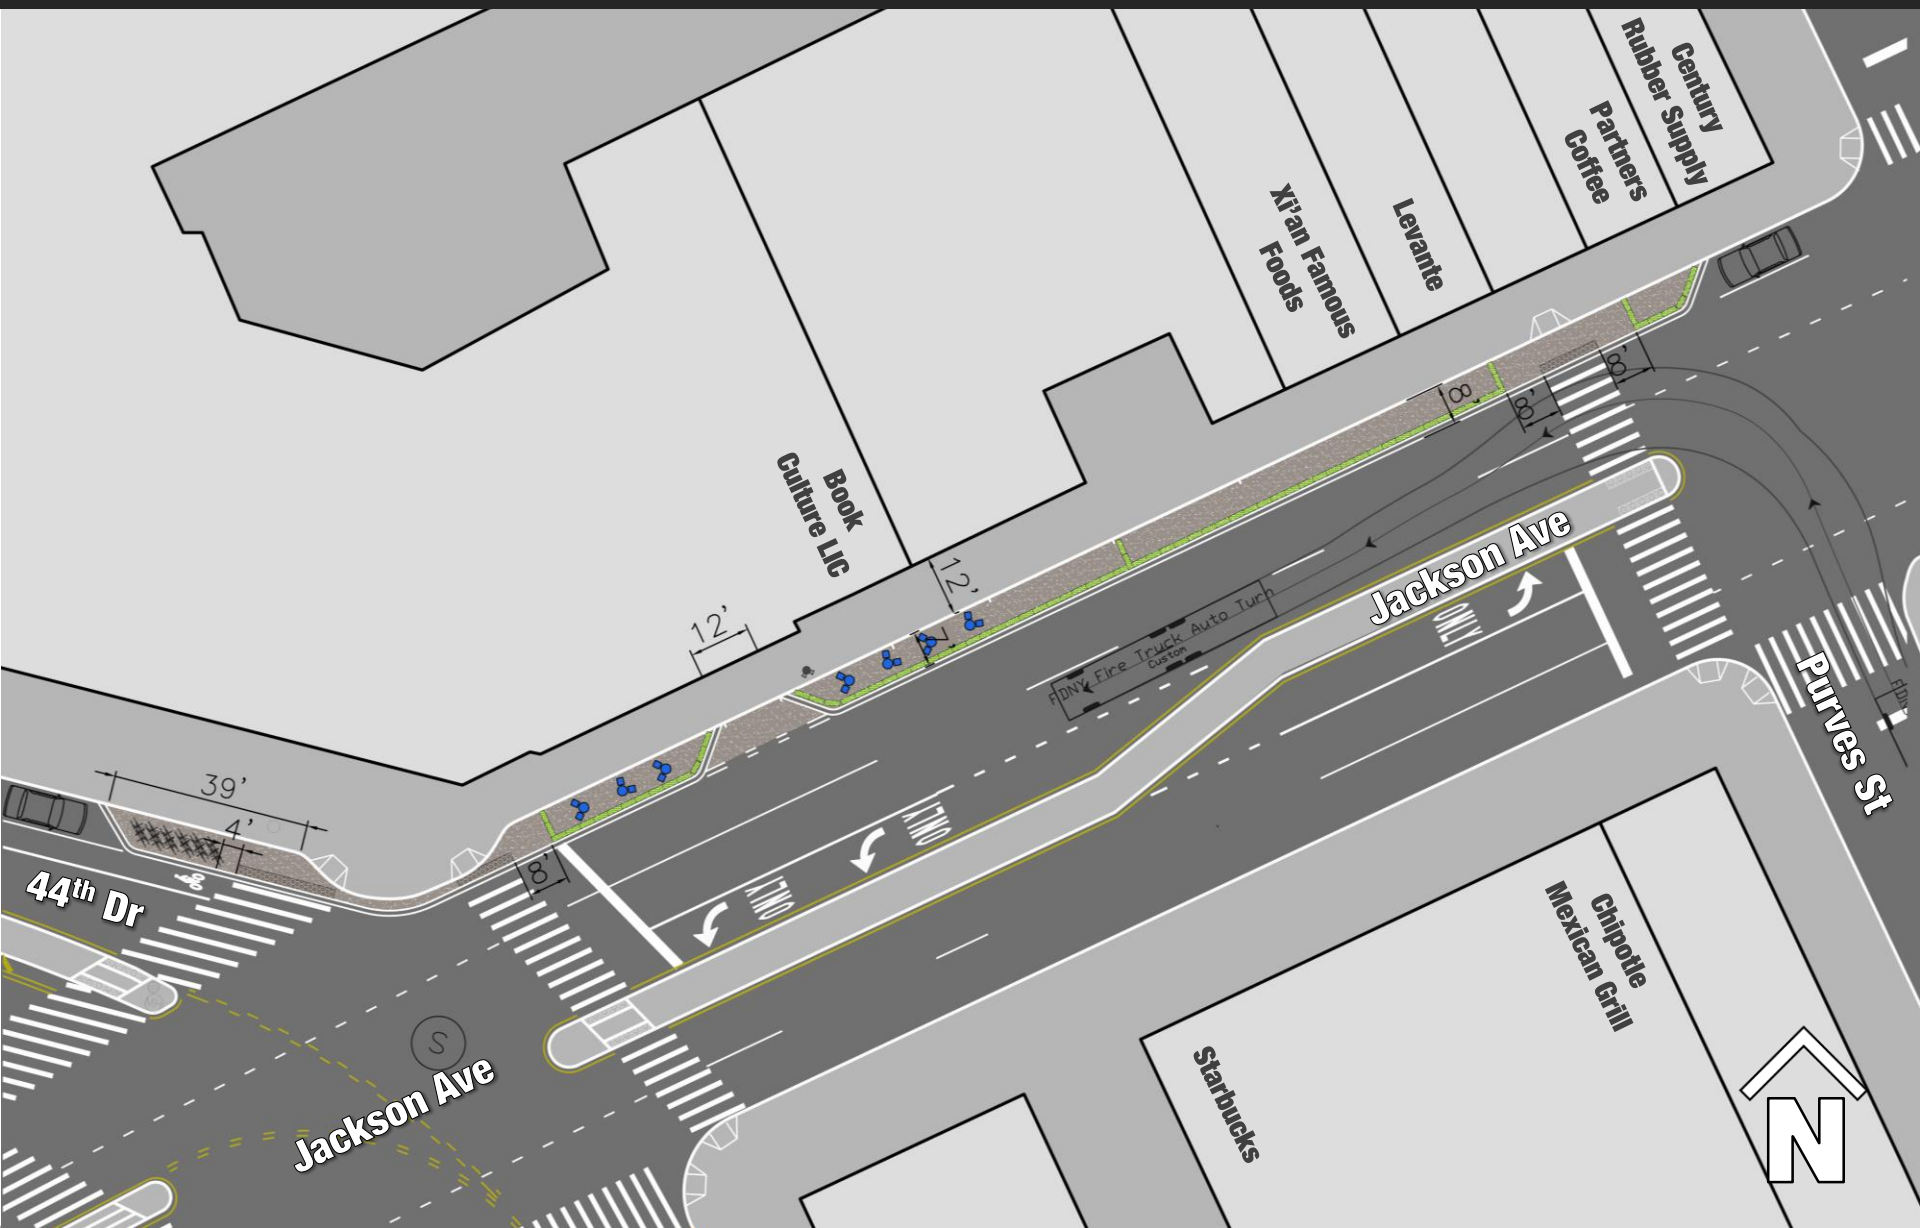 Century
Rubber Supply
Partners
Coffee
Levante
Xi'an Famous
Foods
Book
Culture LIC
8'
8'
8'
12'
12'
7'
39'
4'
8'
FDNY Fire Truck Auto Turn
Custom
Jackson Ave
ONLY
ONLY
ONLY
Purves St
44th Dr
S
Jackson Ave
Starbucks
Chipotle
Mexican Grill
N